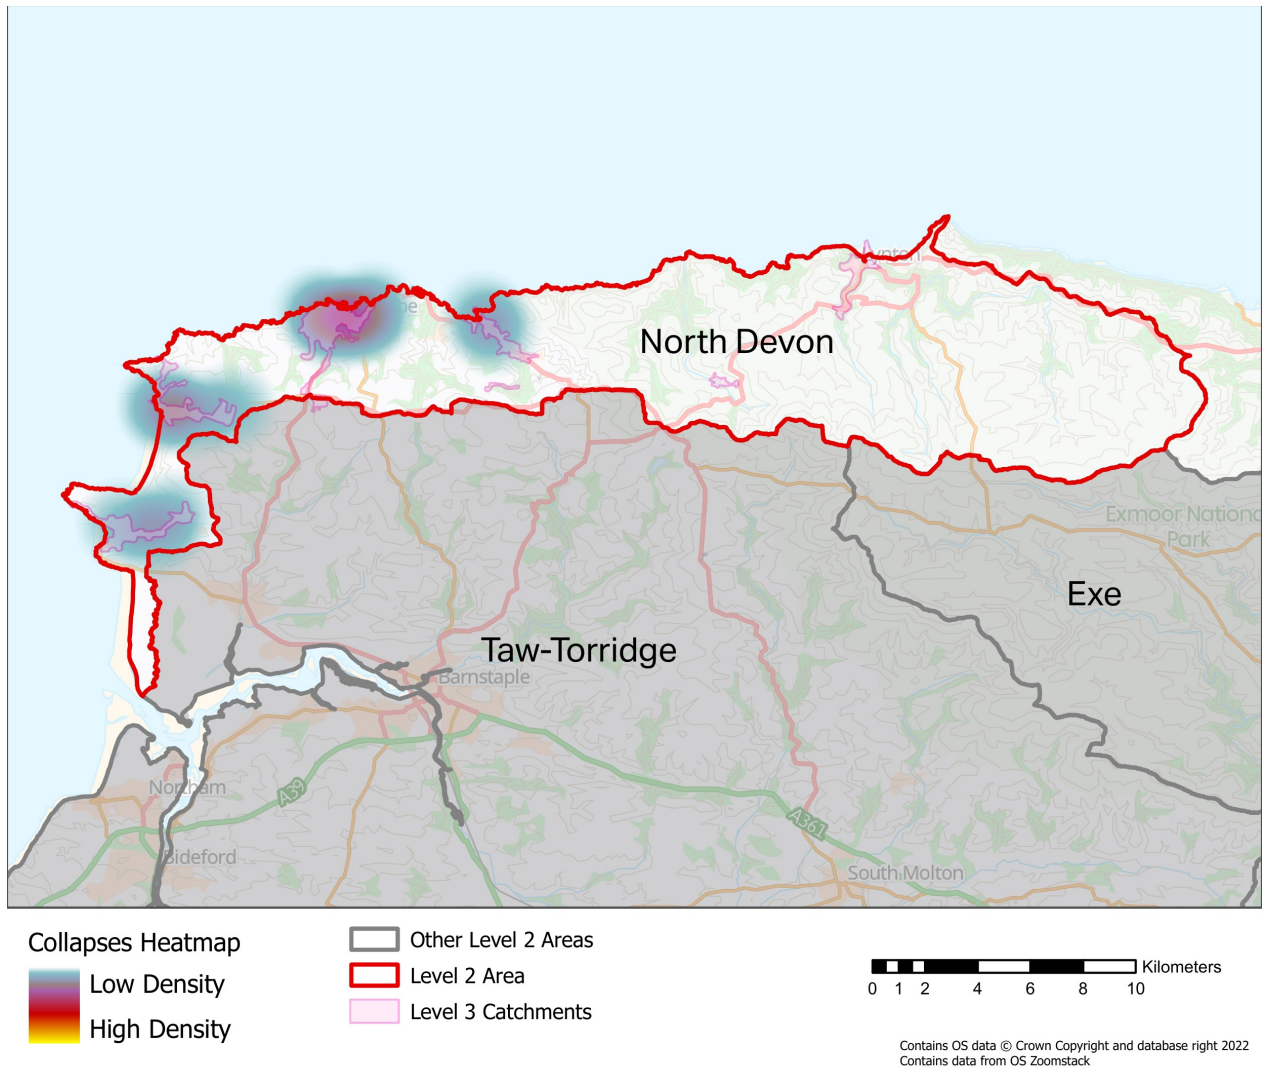 Lynton
North Devon
Exmoor National
Park
Exe
Taw-Torridge
Barnstaple
Northam
A39
A361
Bideford
South Molton
Collapses Heatmap
Low Density
High Density
Other Level 2 Areas
Level 2 Area
Level 3 Catchments
Kilometers
0 1 2 4 6 8 10
Contains OS data © Crown Copyright and database right 2022
Contains data from OS Zoomstack